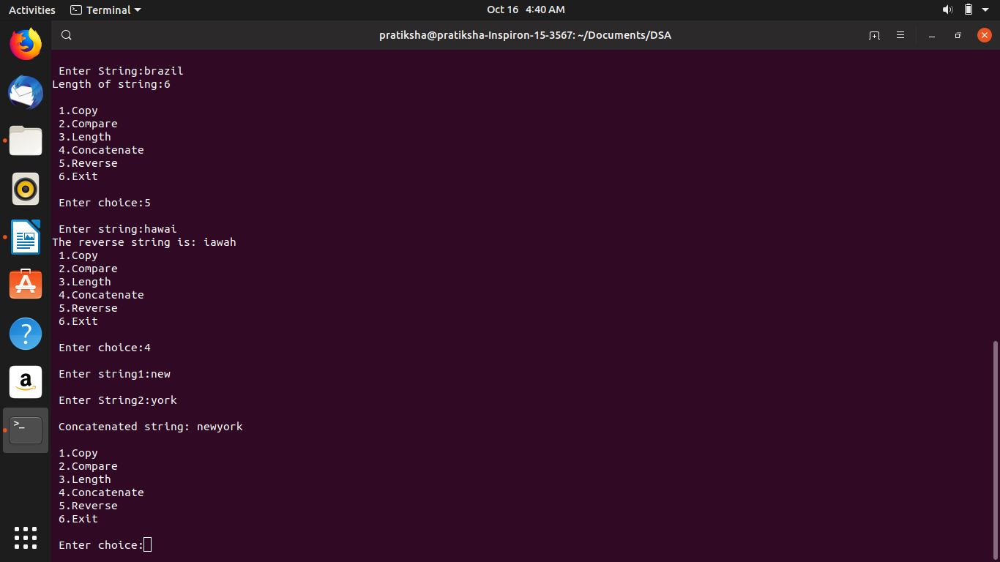 Activities Terminal Oct 16 4:40 AM
pratiksha@pratiksha-Inspiron-15-3567: ~/Documents/DSA
Enter String:brazil
Length of string:6
1.Copy
2.Compare
3.Length
4.Concatenate
5.Reverse
6.Exit
Enter choice:5
Enter string:hawai
The reverse string is: iawah
1.Copy
2.Compare
3.Length
4.Concatenate
5.Reverse
6.Exit
Enter choice:4
Enter string1:new
Enter String2:york
Concatenated string: newyork
1.Copy
2.Compare
3.Length
4.Concatenate
5.Reverse
6.Exit
Enter choice: